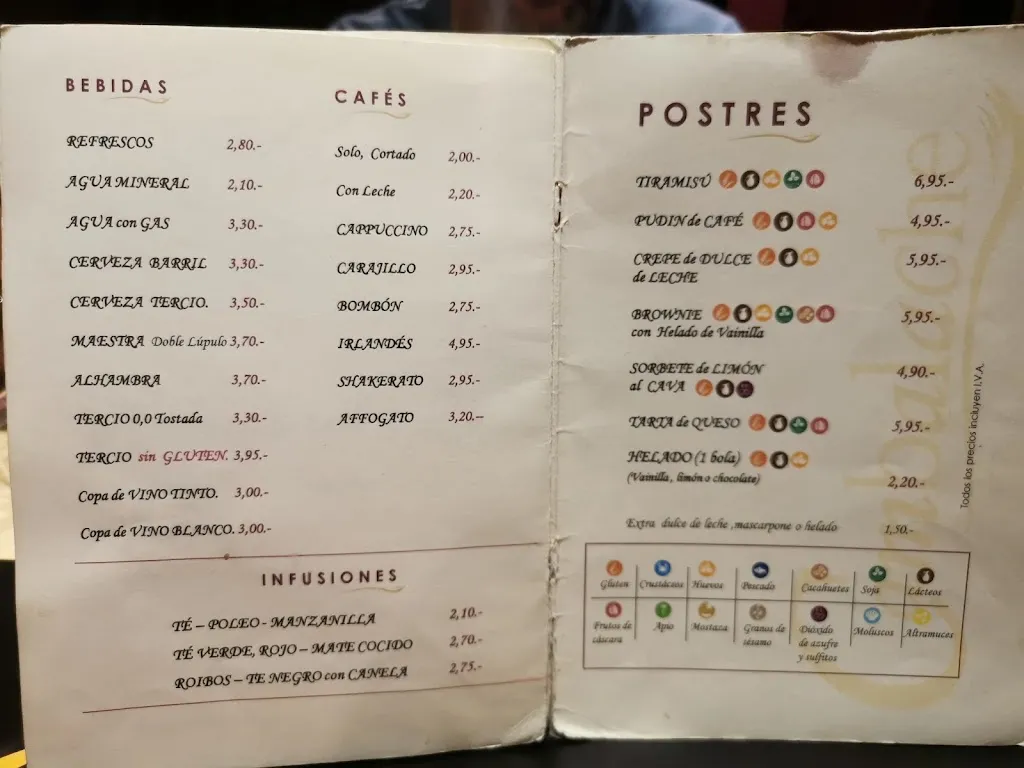 BEBIDAS
REFRESCOS 2,80.-
AGUA MINERAL 2,10.-
AGUA con GAS 3,30.-
CERVEZA BARRIL 3,30.-
CERVEZA TERCIO. 3,50.-
MAESTRA Doble Lúpulo 3,70.-
ALHAMBRA 3,70.-
TERCIO 0,0 Tostada 3,30.-
TERCIO sin GLUTEN. 3,95.-
Copa de VINO TINTO. 3,00.-
Copa de VINO BLANCO. 3,00.-
CAFÉS
Solo, Cortado 2,00.-
Con Leche 2,20.-
CAPPUCCINO 2,75.-
CARAJILLO 2,95.-
BOMBÓN 2,75.-
IRLANDÉS 4,95.-
SHAKERATO 2,95.-
AFFOGATO 3,20.--
INFUSIONES
TÉ – POLEO - MANZANILLA 2,10.-
TÉ VERDE, ROJO – MATE COCIDO 2,70.-
ROIBOS – TE NEGRO con CANELA 2,75.-
POSTRES
TIRAMISÚ 6,95.-
PUDIN de CAFÉ 4,95.-
CREPE de DULCE 5,95.-
de LECHE
BROWNIE 5,95.-
con Helado de Vainilla
SORBETE de LIMÓN 4,90.-
al CAVA
TARTA de QUESO 5,95.-
HELADO (1 bola)
(Vainilla, limón o chocolate) 2,20.-
Extra dulce de leche ,mascarpone o helado 1,50.-
Todos los precios incluyen I.V.A.
Gluten Crustáceos Huevos Pescado Cacahuetes Soja Lácteos
Frutos de cáscara Apio Mostaza Granos de sésamo Dióxido de azufre y sulfitos Moluscos Altramuces